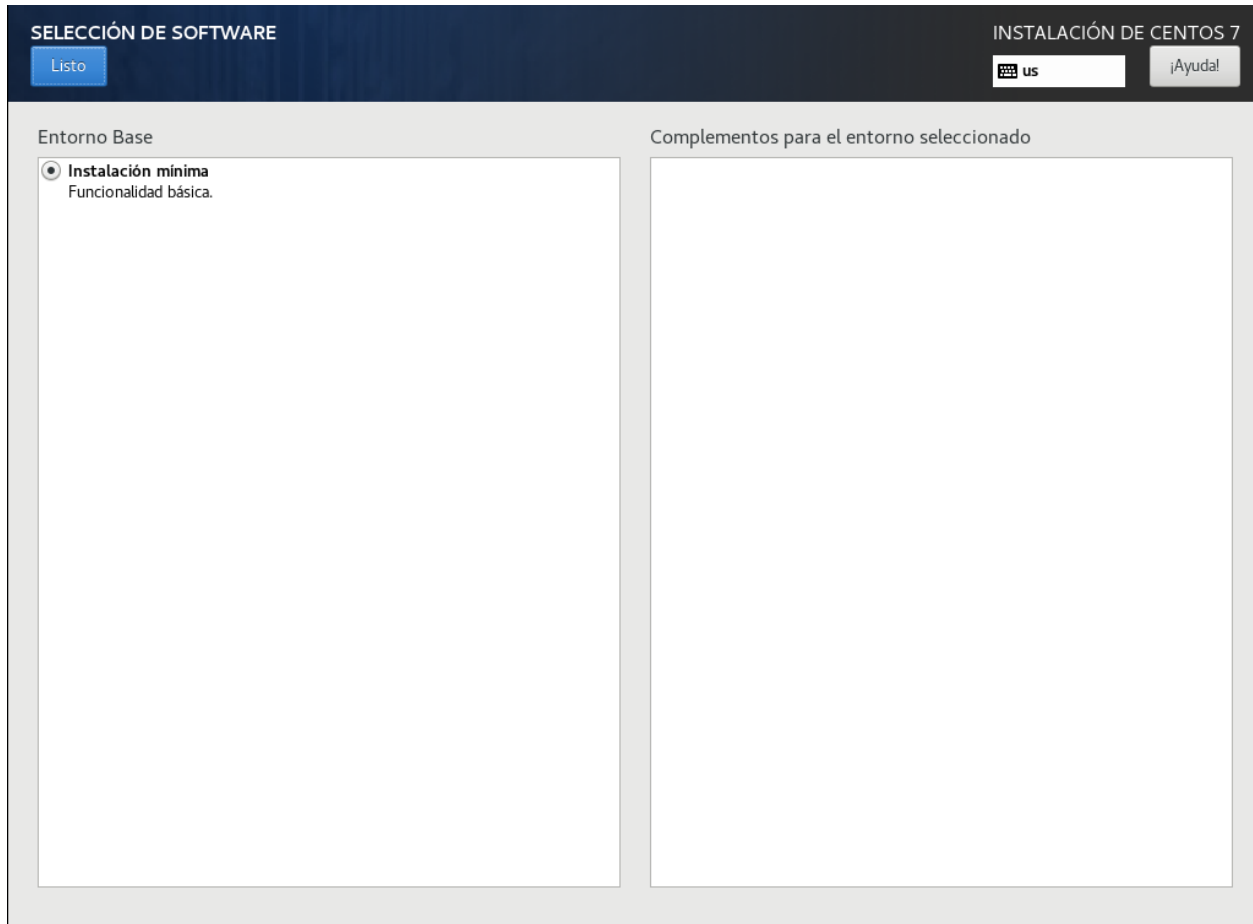 SELECCIÓN DE SOFTWARE
INSTALACIÓN DE CENTOS 7
Listo
us
¡Ayuda!
Entorno Base
Complementos para el entorno seleccionado
Instalación mínima
Funcionalidad básica.